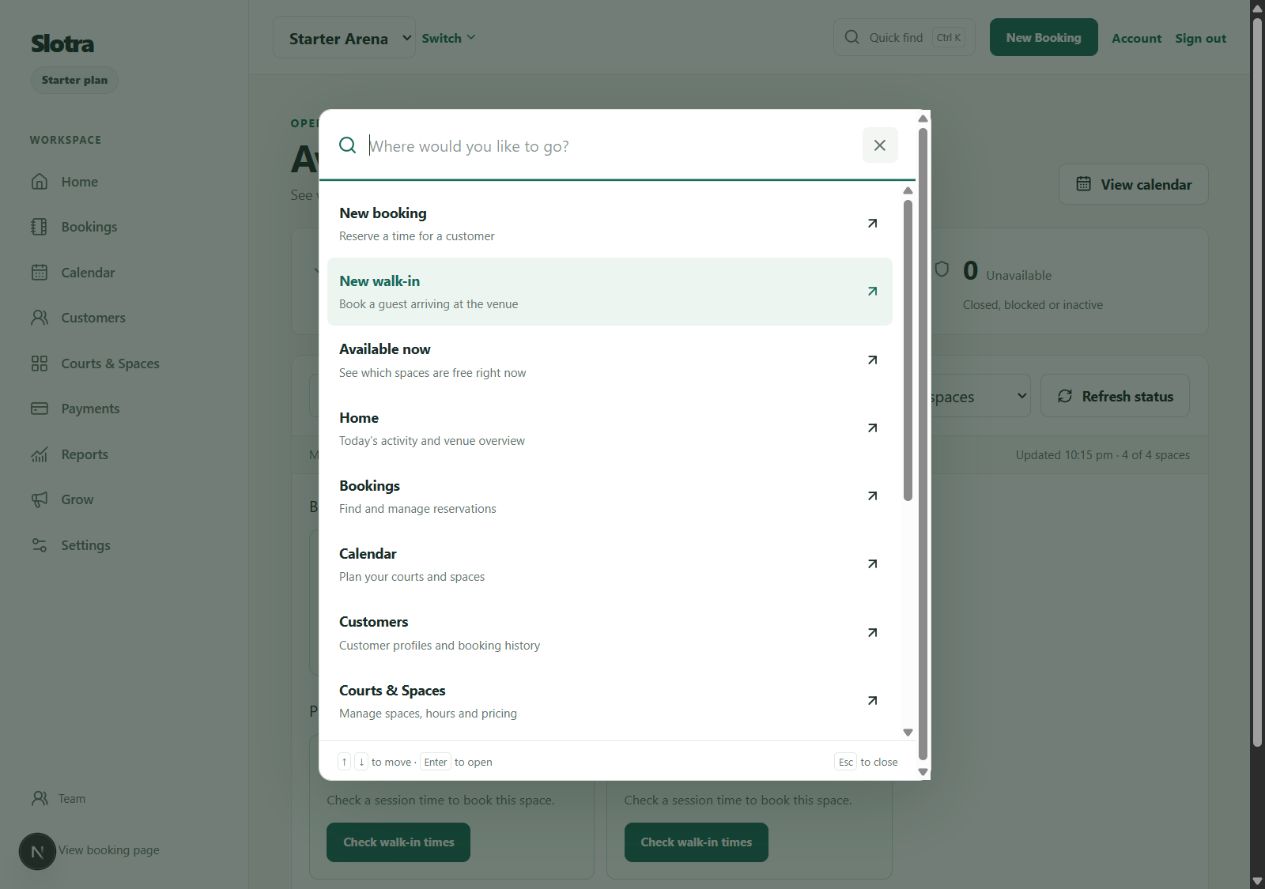 Slotra
Starter plan
WORKSPACE
Home
Bookings
Calendar
Customers
Courts & Spaces
Payments
Reports
Grow
Settings
Team
N
View booking page
Starter Arena
Switch
Quick find
Ctrl K
New Booking
Account
Sign out
OPE
Av
See
View calendar
0 Unavailable
Closed, blocked or inactive
spaces
Refresh status
M
Updated 10:15 pm · 4 of 4 spaces
B
P
Where would you like to go?
New booking
Reserve a time for a customer
New walk-in
Book a guest arriving at the venue
Available now
See which spaces are free right now
Home
Today's activity and venue overview
Bookings
Find and manage reservations
Calendar
Plan your courts and spaces
Customers
Customer profiles and booking history
Courts & Spaces
Manage spaces, hours and pricing
↑ ↓ to move · Enter to open
Esc to close
Check a session time to book this space.
Check a session time to book this space.
Check walk-in times
Check walk-in times